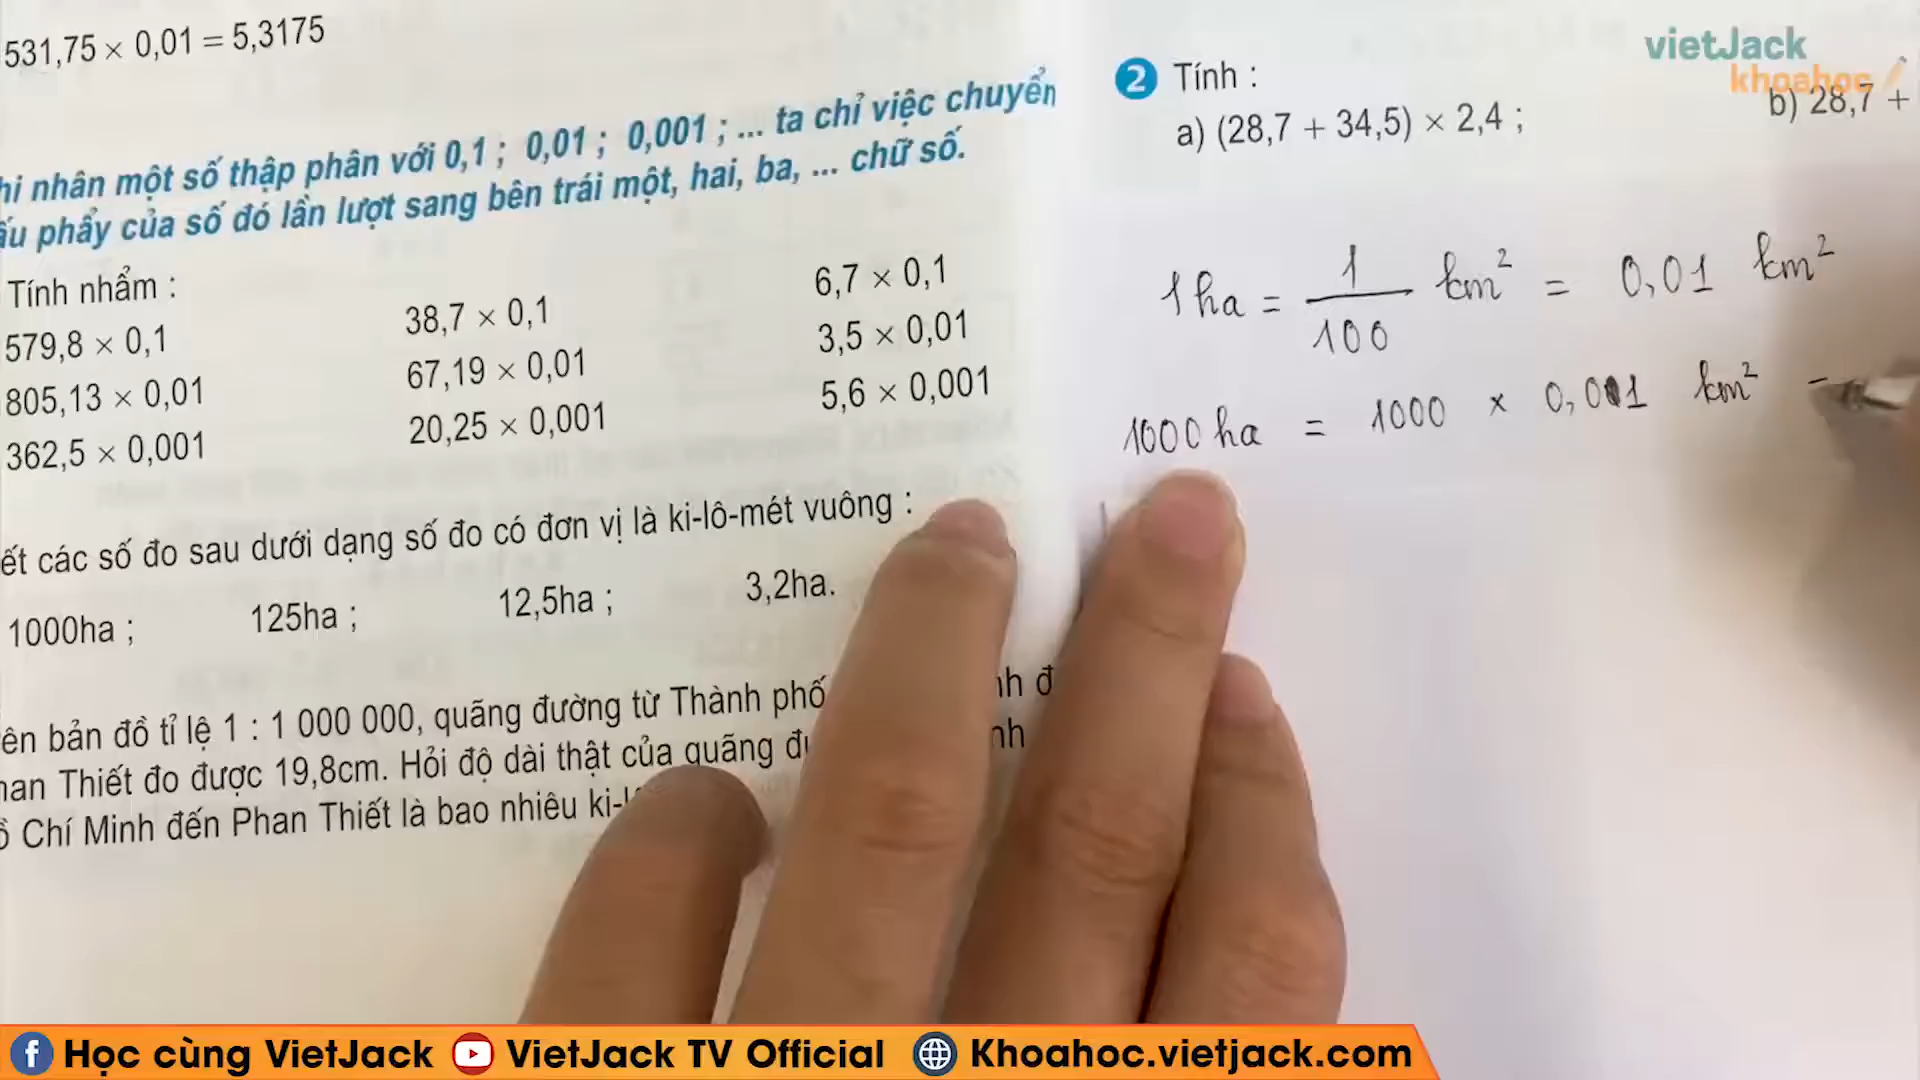 531,75 × 0,01 = 5,3175
hi nhân một số thập phân với 0,1 ; 0,01 ; 0,001 ; ... ta chỉ việc chuyển
ấu phẩy của số đó lần lượt sang bên trái một, hai, ba, ... chữ số.
Tính nhẩm :
579,8 × 0,1 38,7 × 0,1 6,7 × 0,1
805,13 × 0,01 67,19 × 0,01 3,5 × 0,01
362,5 × 0,001 20,25 × 0,001 5,6 × 0,001
ết các số đo sau dưới dạng số đo có đơn vị là ki-lô-mét vuông :
1000ha ; 125ha ; 12,5ha ; 3,2ha.
ên bản đồ tỉ lệ 1 : 1 000 000, quãng đường từ Thành phố nh đ
han Thiết đo được 19,8cm. Hỏi độ dài thật của quãng đư nh
ồ Chí Minh đến Phan Thiết là bao nhiêu ki-l
vietJack
khoahoc
2 Tính :
a) (28,7 + 34,5) × 2,4 ; b) 28,7 +
1ha = 1/100 km² = 0,01 km²
1000ha = 1000 × 0,01 km²
Học cùng VietJack VietJack TV Official Khoahoc.vietjack.com